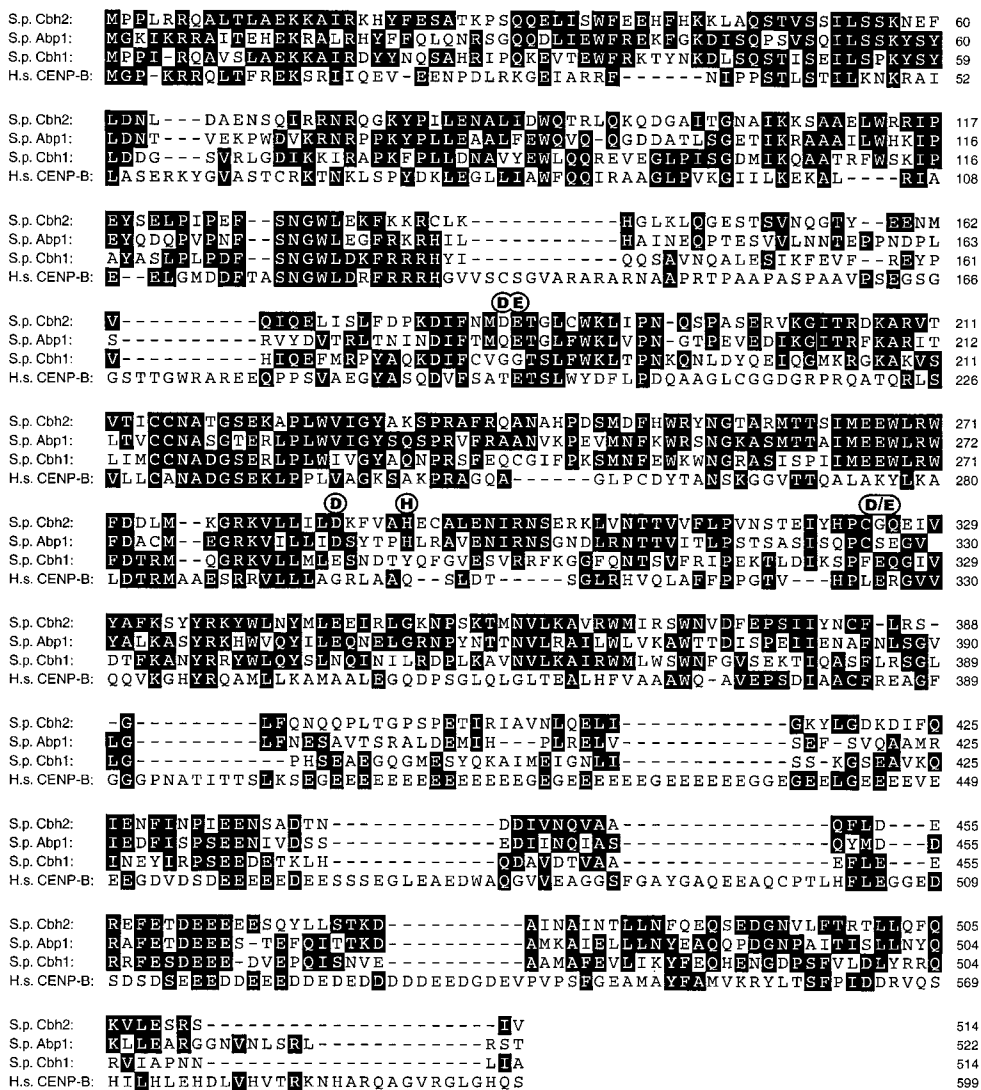 S.p. Cbh2: MPPLRRQALTLAEKKAIRKHYFESATKPSQQELISWFEEHFHKKLAQSTVSSILSSKNEF 60
S.p. Abp1: MGKIKRRAITEHEKRALRHYFFQLQNRSGQQDLIEWFREKFGKDISQPSVSQILSSKYSY 60
S.p. Cbh1: MPPI-RQAVSLAEKKAIRDYYNQSAHRIPQKEVTEWFRKTYNKDLSQSTISEILSPKYSY 59
H.s. CENP-B: MGP-KRRQLTFREKSRIIQEV-EENPDLRKGEIARRF------NIPPSTLSTILKNKRAI 52
S.p. Cbh2: LDNL---DAENSQIRRNRQGKYPILENALIDWQTRLQKQDGAITGNAIKKSAAELWRRIP 117
S.p. Abp1: LDNT---VEKPWDVKRNRPPKYPLLEAALFEWQVQ-QGDDATLSGETIKRAAAILWHKIP 116
S.p. Cbh1: LDDG---SVRLGDIKKIRAPKFPLLDNAVYEWLQQREVEGLPISGDMIKQAATRFWSKIP 116
H.s. CENP-B: LASERKYGVASTCRKTNKLSPYDKLEGLLIAWFQQIRAAGLPVKGIILKEKAL----RIA 108
S.p. Cbh2: EYSELPIPEF--SNGWLEKFKKRCLK----------HGLKLQGESTSVNQGTY--EENM 162
S.p. Abp1: EYQDQPVPNF--SNGWLEGFRKRHIL----------HAINEQPTESVVLNNTEPPNDPL 163
S.p. Cbh1: AYASLPLPDF--SNGWLDKFRRRHYI----------QQSAVNQALESIKFEVF--REYP 161
H.s. CENP-B: E--ELGMDDFTASNGWLDRFRRRHGVVSCSGVARARARNAAPRTPAAPASPAAVPSEGSG 166
D E
S.p. Cbh2: V----------QIQELISLFDPKDIFNMDETGLCWKLIPN-QSPASERVKGITRDKARVT 211
S.p. Abp1: S----------RVYDVTRLTNINDIFTMQETGLFWKLVPN-GTPEVEDIKGITRFKARIT 212
S.p. Cbh1: V----------HIQEFMRPYAQKDIFCVGGTSLFWKLTPNKQNLDYQEIQGMKRGKAKVS 211
H.s. CENP-B: GSTTGWRAREEQPPSVAEGYASQDVFSATETSLWYDFLPDQAAGLCGGDGRPRQATQRLS 226
S.p. Cbh2: VTICCNATGSEKAPLWVIGYAKSPRAFRQANAHPDSMDFHWRYNGTARMTTSIMEEWLRW 271
S.p. Abp1: LTVCCNASGTERLPLWVIGYSQSPRVFRAANVKPEVMNFKWRSNGKASMTTAIMEEWLRW 272
S.p. Cbh1: LIMCCNADGSERLPLWIVGYAQNPRSFEQCGIFPKSMNFEWKWNGRASISPIIMEEWLRW 271
H.s. CENP-B: VLLCANADGSEKLPPLVAGKSAKPRAGQA----GLPCDYTANSKGGVTTQALAKYLKA 280
D H D/E
S.p. Cbh2: FDDLM--KGRKVLLILDKFVAHECALENIRNSERKLVNTTVVFLPVNSTEIYHPCGQEIV 329
S.p. Abp1: FDACM--EGRKVILLIDSYTPHLRAVENIRNSGNDLRNTTVITLPSTSASISQPCSEGV 330
S.p. Cbh1: FDTRM--QGRKVLLMLESNDTYQFGVESVRRFKGGFQNTSVFRIPEKTLDIKSPFEQGIV 329
H.s. CENP-B: LDTRMAAESRRVLLLAGRLAAQ--SLDT----SGLRHVQLAFFPPGTV---HPLERGVV 330
S.p. Cbh2: YAFKSYYRKYWLNYMLEEIRLGKNPSKTMNVLKAVRWMIRSWNVDFEPSIIYNCFLRS- 388
S.p. Abp1: YALKASYRKHWVQYILEQNELGRNPYNTTNVLRAILWLVKAWTTDISPEIIENAFNLSGV 390
S.p. Cbh1: DTFKANYRRYWLQYSLNQINILRDPLKAVNVLKAIRWMLWSWNFGVSEKTIQASFLRSGL 389
H.s. CENP-B: QQVKGHYRQAMLLKAMAALEGQDPSGLQLGLTEALHFVAAAWQ-AVEPSDIAACFREAGF 389
S.p. Cbh2: -G---------LFQNQQPLTGPSPETIRIAVNLQELI------------GKYLGDKDIFQ 425
S.p. Abp1: LG---------LFNESAVTSRALDEMIH---PLRELV------------SEF-SVQAAMR 425
S.p. Cbh1: LG---------PHSEAEGQGMESYQKAIMEIGNLI------------SS-KGSEAVKQ 425
H.s. CENP-B: GGGPNATITTSLKSEGEEEEEEEEEEEEEEGEGEEEEEEGEEEEEEGGEGEELGEEEEVE 449
S.p. Cbh2: IENFINPIEENSADTN-----------DDIVNQVAA----------------QFLD---E 455
S.p. Abp1: IEDFISPSEENIVDSS-----------EDIINQIAS----------------QYMD---D 455
S.p. Cbh1: INEYIRPSEEDETKLH-----------QDAVDTVAA----------------EFLE---E 455
H.s. CENP-B: EEGDVDSDEEEEEDEESSSEGLEAEDWAQGVVEAGGSFGAYGAQEEAQCPTLHFLEGGED 509
S.p. Cbh2: REFETDEEEEESQYLLSTKD----------AINAINTLLNFQEQSEDGNVLFTRTLLQFQ 505
S.p. Abp1: RAFETDEEES-TEFQITTKD----------AMKAIELLLNYEAQQPDGNPAITISLLNYQ 504
S.p. Cbh1: RRFESDEEE-DVEPQISNVE----------AAMAFEVLIKYFEQHENGDPSFVLDLYRRQ 504
H.s. CENP-B: SDSDSEEEDDEEEDDEDEDDDDDEEDGDEVPVPSFGEAMAYFAMVKRYLTSFPIDDRVQS 569
S.p. Cbh2: KVLESRS---------------------IV 514
S.p. Abp1: KLLEARGGNVNLSRL-------------RST 522
S.p. Cbh1: RVIAPNN---------------------LIA 514
H.s. CENP-B: HILHLEHDLVHVTRKNHARQAGVRGLGHQS 599